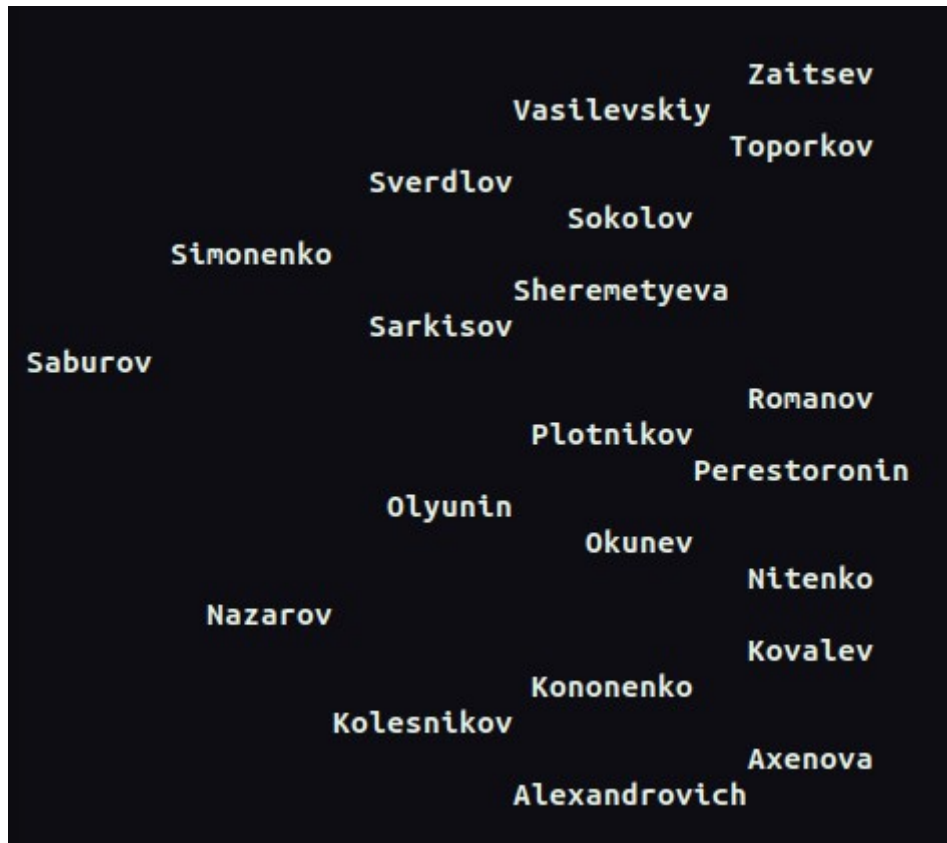 Zaitsev
Vasilevskiy
Toporkov
Sverdlov
Sokolov
Simonenko
Sheremetyeva
Sarkisov
Saburov
Romanov
Plotnikov
Perestoronin
Olyunin
Okunev
Nitenko
Nazarov
Kovalev
Kononenko
Kolesnikov
Axenova
Alexandrovich